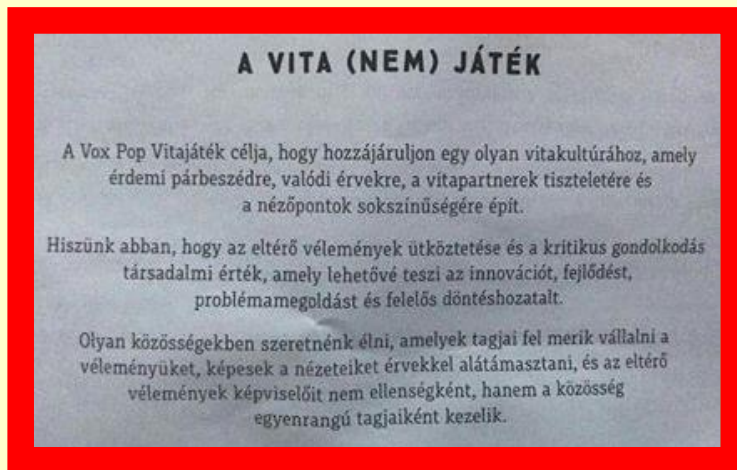 A VITA (NEM) JÁTÉK
A Vox Pop Vitajáték célja, hogy hozzájáruljon egy olyan vitakultúrához, amely
érdemi párbeszédre, valódi érvekre, a vitapartnerek tiszteletére és
a nézőpontok sokszínűségére épít.
Hiszünk abban, hogy az eltérő vélemények ütköztetése és a kritikus gondolkodás
társadalmi érték, amely lehetővé teszi az innovációt, fejlődést,
problémamegoldást és felelős döntéshozatalt.
Olyan közösségekben szeretnénk élni, amelyek tagjai fel merik vállalni a
véleményüket, képesek a nézeteiket érvekkel alátámasztani, és az eltérő
vélemények képviselőit nem ellenségként, hanem a közösség
egyenrangú tagjaiként kezelik.